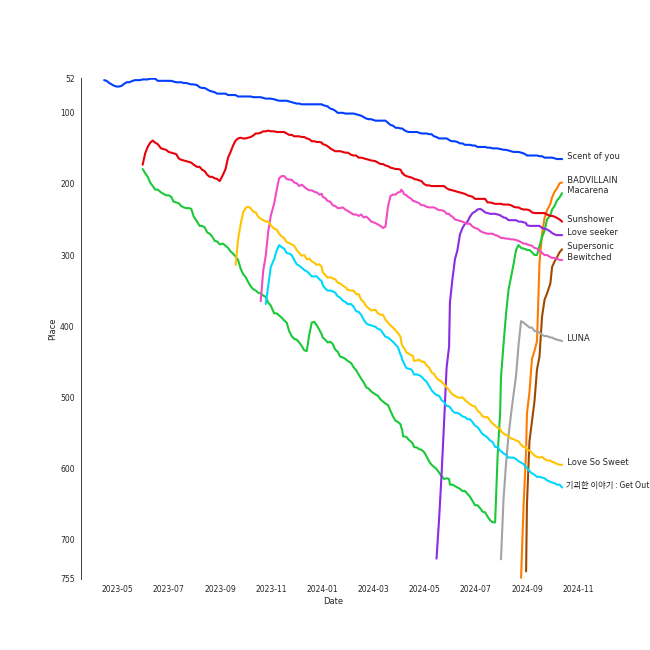 52
100
200
300
400
500
600
700
755
Place
Scent of you
BADVILLAIN
Macarena
Sunshower
Love seeker
Supersonic
Bewitched
LUNA
Love So Sweet
기괴한 이야기 : Get Out
2023-05
2023-07
2023-09
2023-11
2024-01
2024-03
2024-05
2024-07
2024-09
2024-11
Date